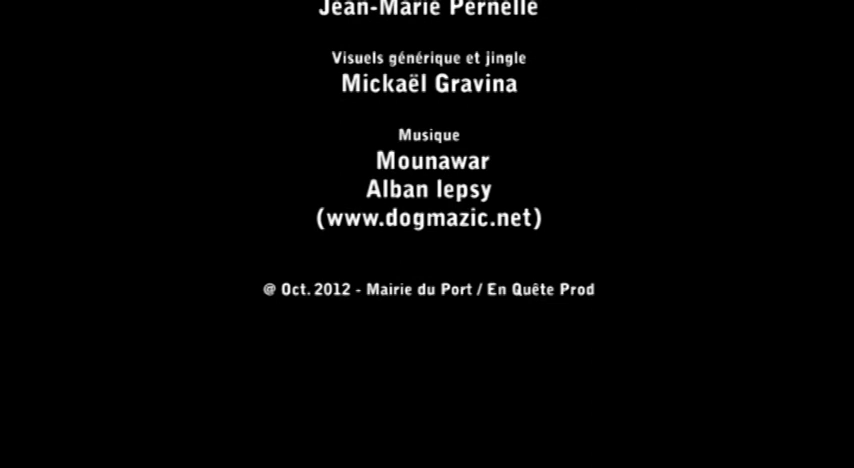 Jean-Marie Pernelle
Visuels générique et jingle
Mickaël Gravina
Musique
Mounawar
Alban lepsy
(www.dogmazic.net)
@ Oct. 2012 - Mairie du Port / En Quête Prod